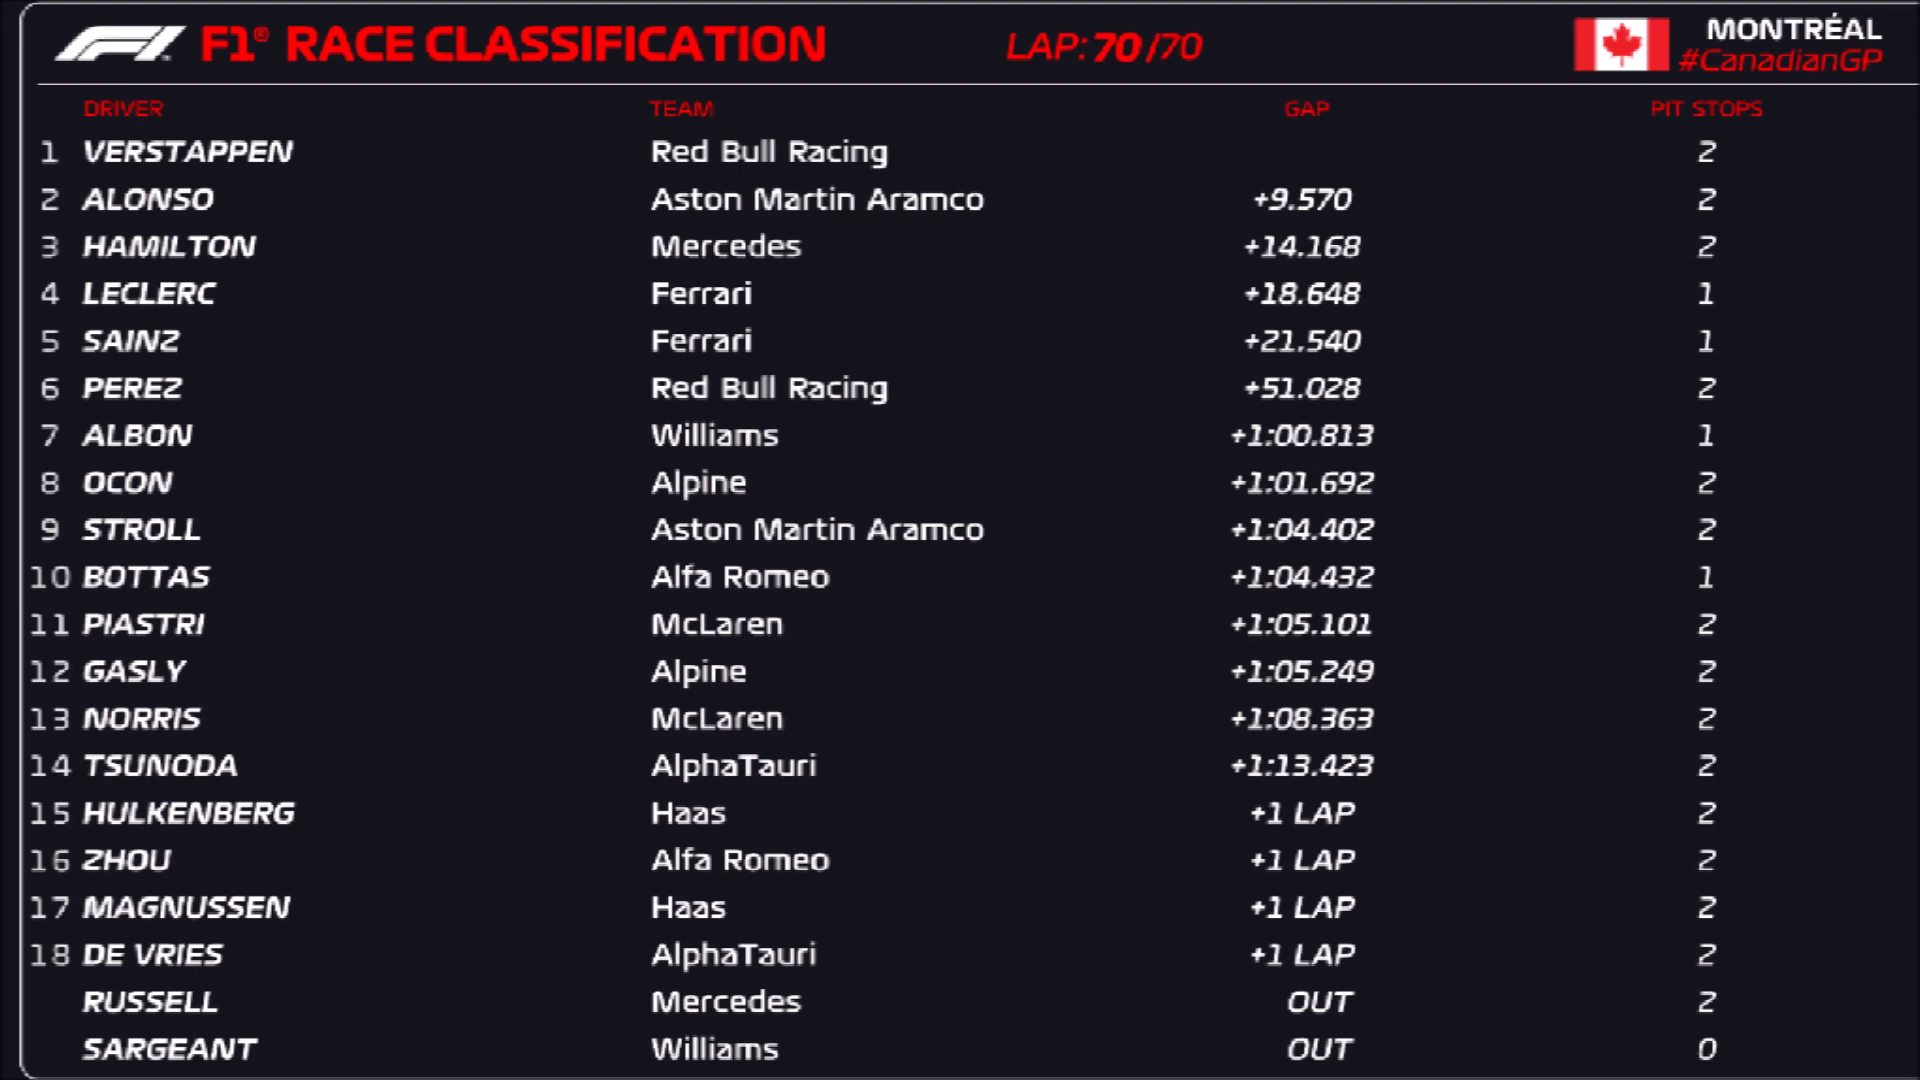 F1® RACE CLASSIFICATION LAP: 70/70 MONTRÉAL
#CanadianGP
DRIVER TEAM GAP PIT STOPS
1 VERSTAPPEN Red Bull Racing 2
2 ALONSO Aston Martin Aramco +9.570 2
3 HAMILTON Mercedes +14.168 2
4 LECLERC Ferrari +18.648 1
5 SAINZ Ferrari +21.540 1
6 PEREZ Red Bull Racing +51.028 2
7 ALBON Williams +1:00.813 1
8 OCON Alpine +1:01.692 2
9 STROLL Aston Martin Aramco +1:04.402 2
10 BOTTAS Alfa Romeo +1:04.432 1
11 PIASTRI McLaren +1:05.101 2
12 GASLY Alpine +1:05.249 2
13 NORRIS McLaren +1:08.363 2
14 TSUNODA AlphaTauri +1:13.423 2
15 HULKENBERG Haas +1 LAP 2
16 ZHOU Alfa Romeo +1 LAP 2
17 MAGNUSSEN Haas +1 LAP 2
18 DE VRIES AlphaTauri +1 LAP 2
RUSSELL Mercedes OUT 2
SARGEANT Williams OUT 0